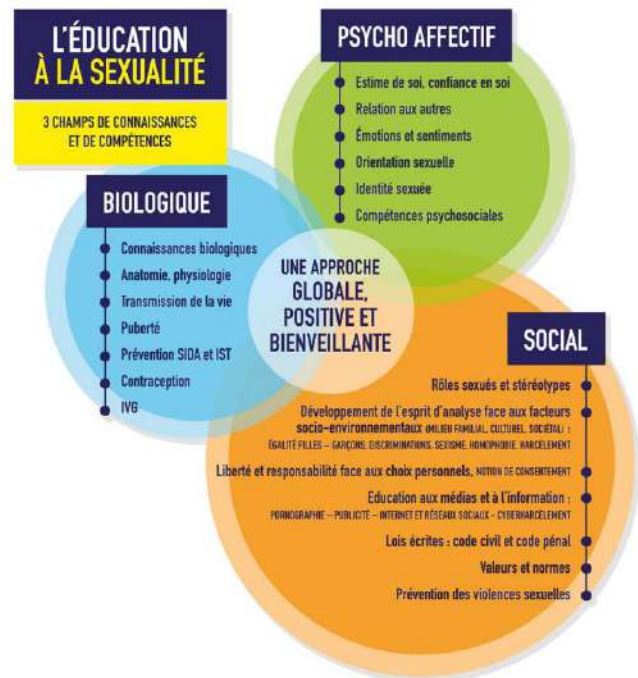 L'ÉDUCATION
À LA SEXUALITÉ
3 CHAMPS DE CONNAISSANCES
ET DE COMPÉTENCES
PSYCHO AFFECTIF
Estime de soi, confiance en soi
Relation aux autres
Émotions et sentiments
Orientation sexuelle
Identité sexuée
Compétences psychosociales
BIOLOGIQUE
Connaissances biologiques
Anatomie, physiologie
Transmission de la vie
Puberté
Prévention SIDA et IST
Contraception
IVG
UNE APPROCHE
GLOBALE,
POSITIVE ET
BIENVEILLANTE
SOCIAL
Rôles sexués et stéréotypes
Développement de l'esprit d'analyse face aux facteurs
socio-environnementaux (MILIEU FAMILIAL, CULTUREL, SOCIÉTAL) :
ÉGALITÉ FILLES – GARÇONS, DISCRIMINATIONS, SEXISME, HOMOPHOBIE, HARCÈLEMENT
Liberté et responsabilité face aux choix personnels, NOTION DE CONSENTEMENT
Education aux médias et à l'information :
PORNOGRAPHIE – PUBLICITÉ – INTERNET ET RÉSEAUX SOCIAUX - CYBERHARCÈLEMENT
Lois écrites : code civil et code pénal
Valeurs et normes
Prévention des violences sexuelles